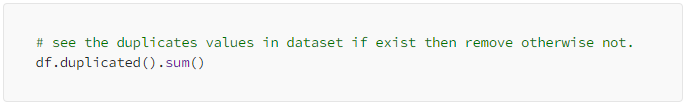 # see the duplicates values in dataset if exist then remove otherwise not.
df.duplicated().sum()